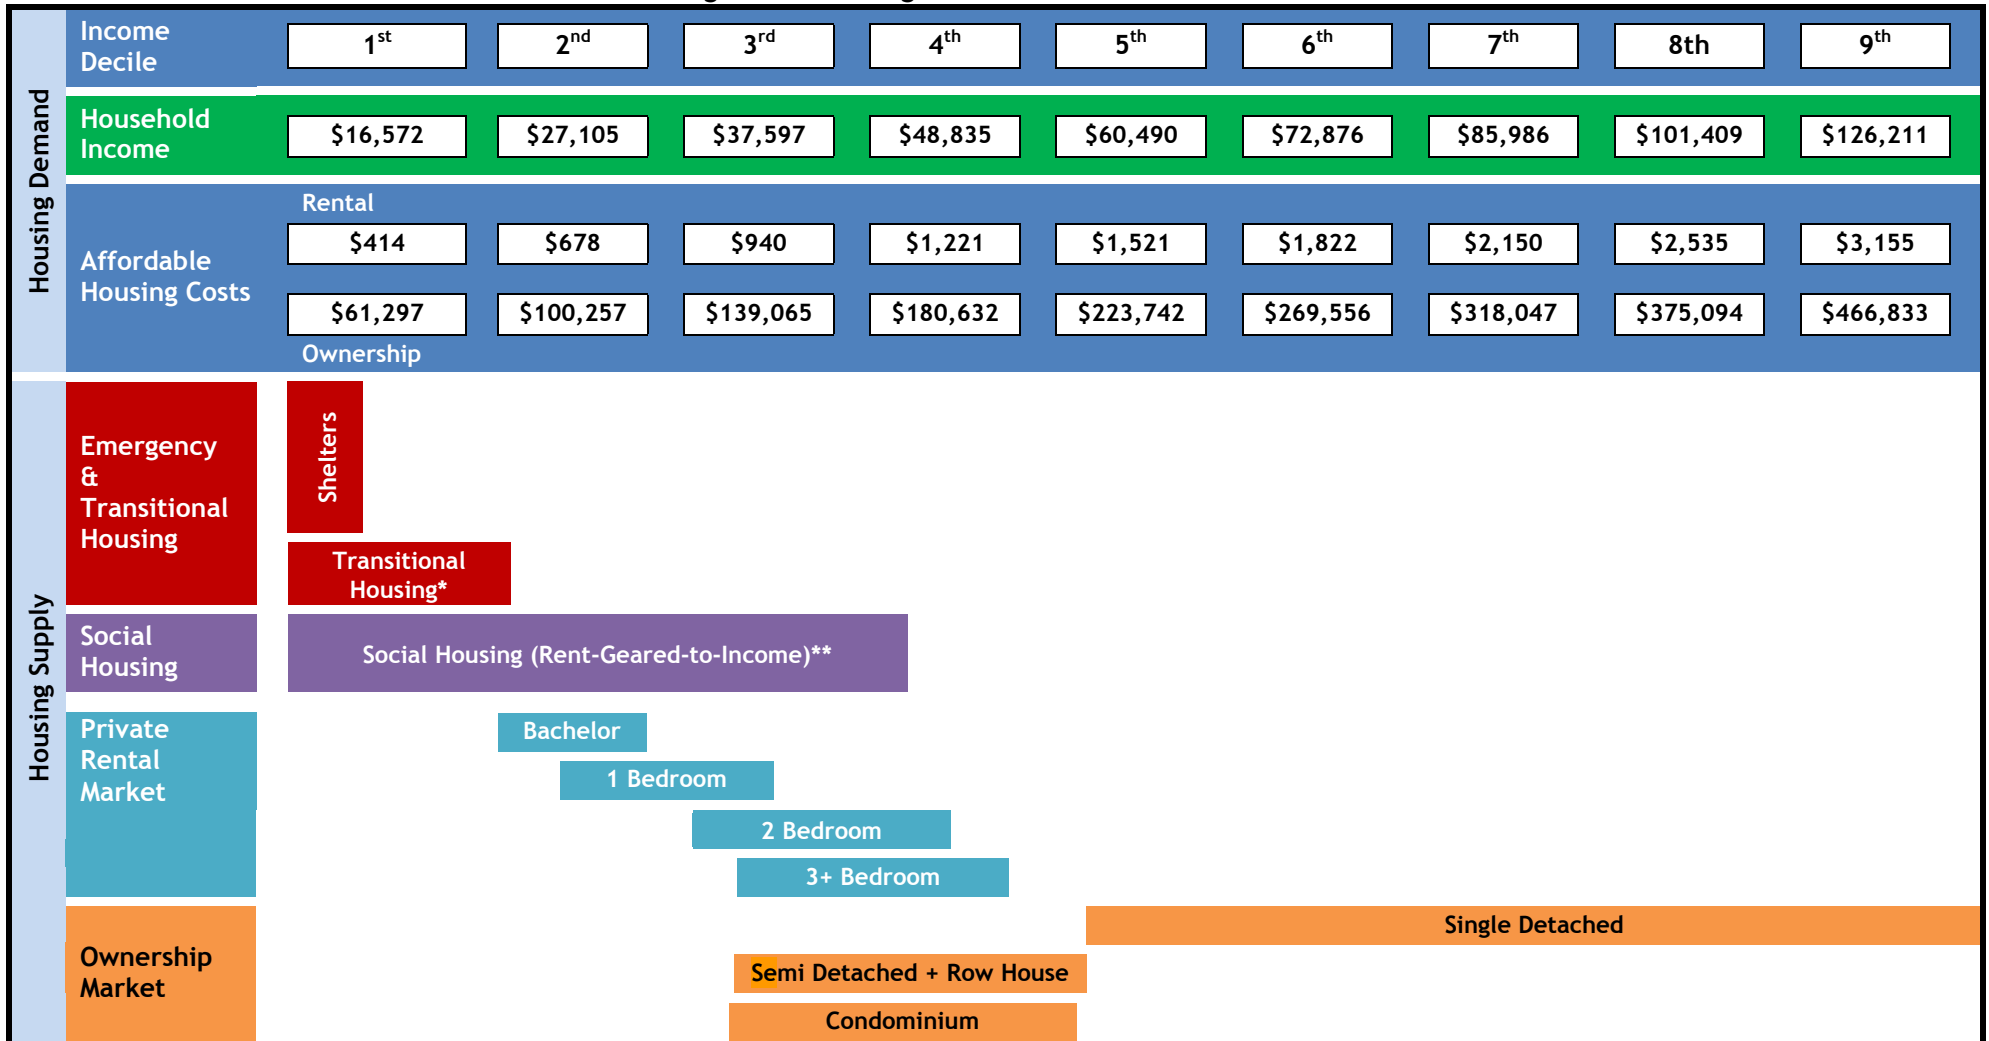 Income
Decile
1st 2nd 3rd 4th 5th 6th 7th 8th 9th
Housing Demand
Household
Income
$16,572 $27,105 $37,597 $48,835 $60,490 $72,876 $85,986 $101,409 $126,211
Affordable
Housing Costs
Rental
$414 $678 $940 $1,221 $1,521 $1,822 $2,150 $2,535 $3,155
$61,297 $100,257 $139,065 $180,632 $223,742 $269,556 $318,047 $375,094 $466,833
Ownership
Housing Supply
Emergency
&
Transitional
Housing
Shelters
Transitional
Housing*
Social
Housing
Social Housing (Rent-Geared-to-Income)**
Private
Rental
Market
Bachelor
1 Bedroom
2 Bedroom
3+ Bedroom
Ownership
Market
Single Detached
Semi Detached + Row House
Condominium